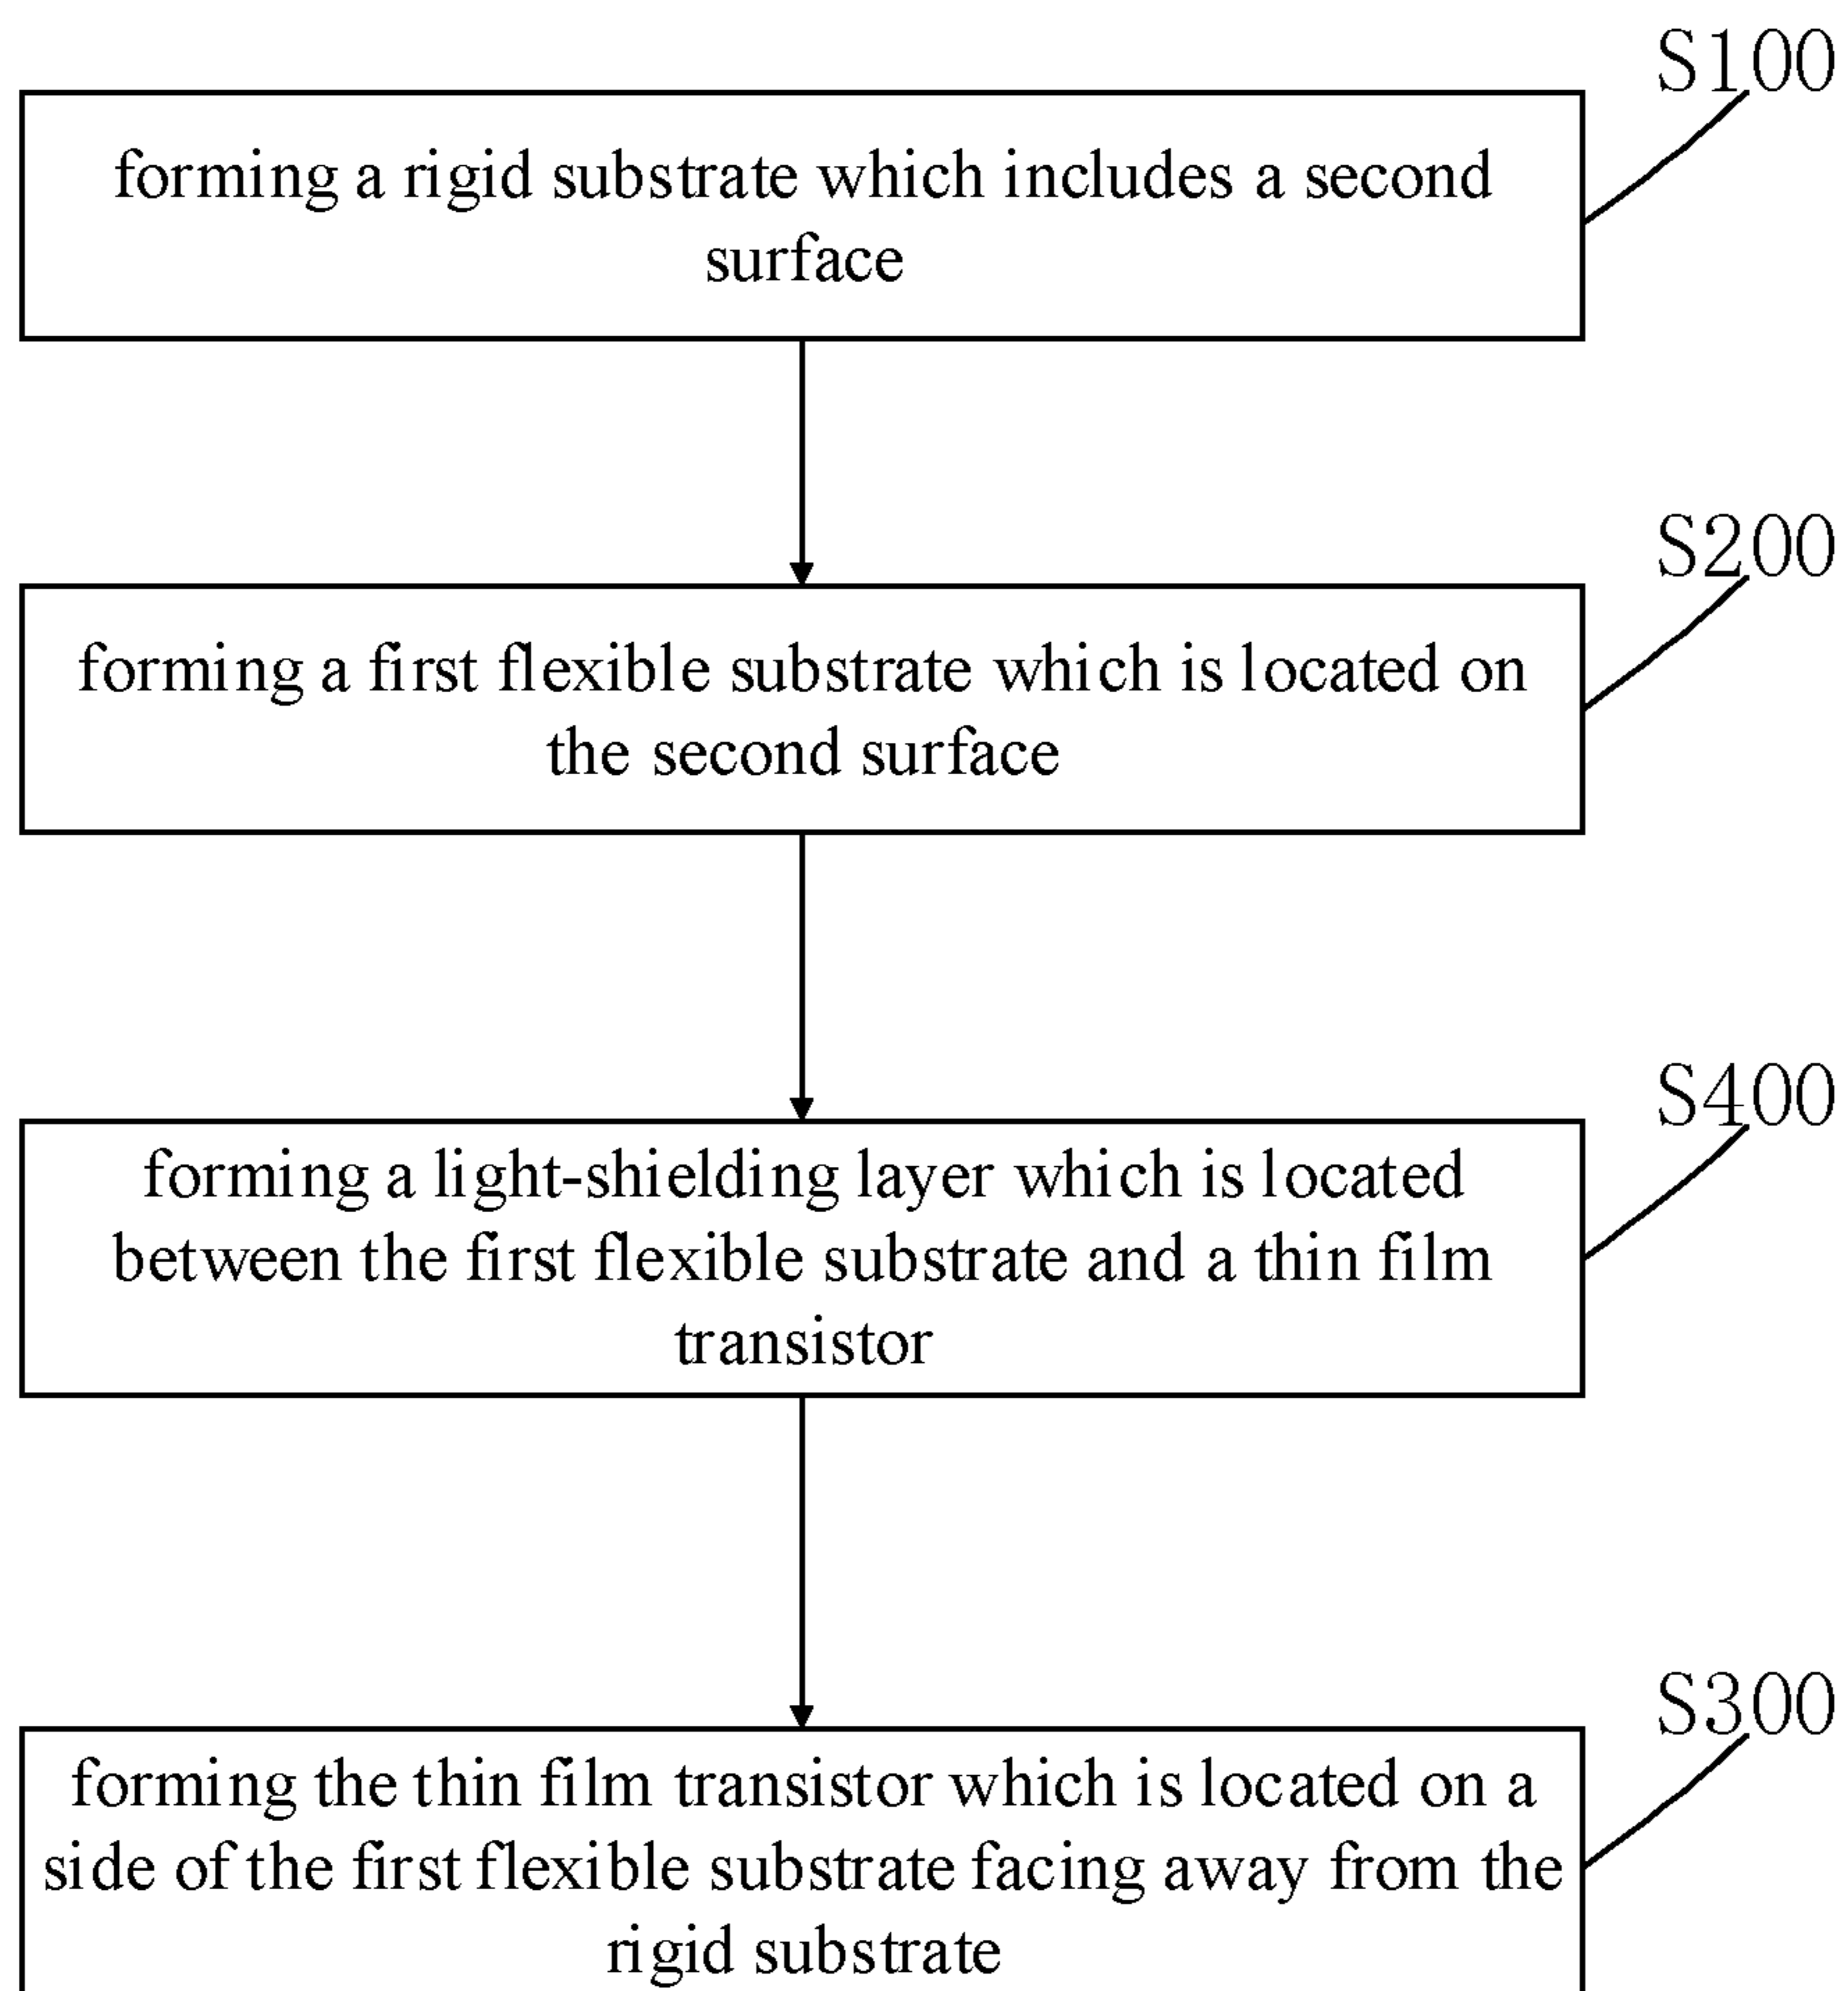 S100
forming a rigid substrate which includes a second
surface
S200
forming a first flexible substrate which is located on
the second surface
S400
forming a light-shielding layer which is located
between the first flexible substrate and a thin film
transistor
S300
forming the thin film transistor which is located on a
side of the first flexible substrate facing away from the
rigid substrate